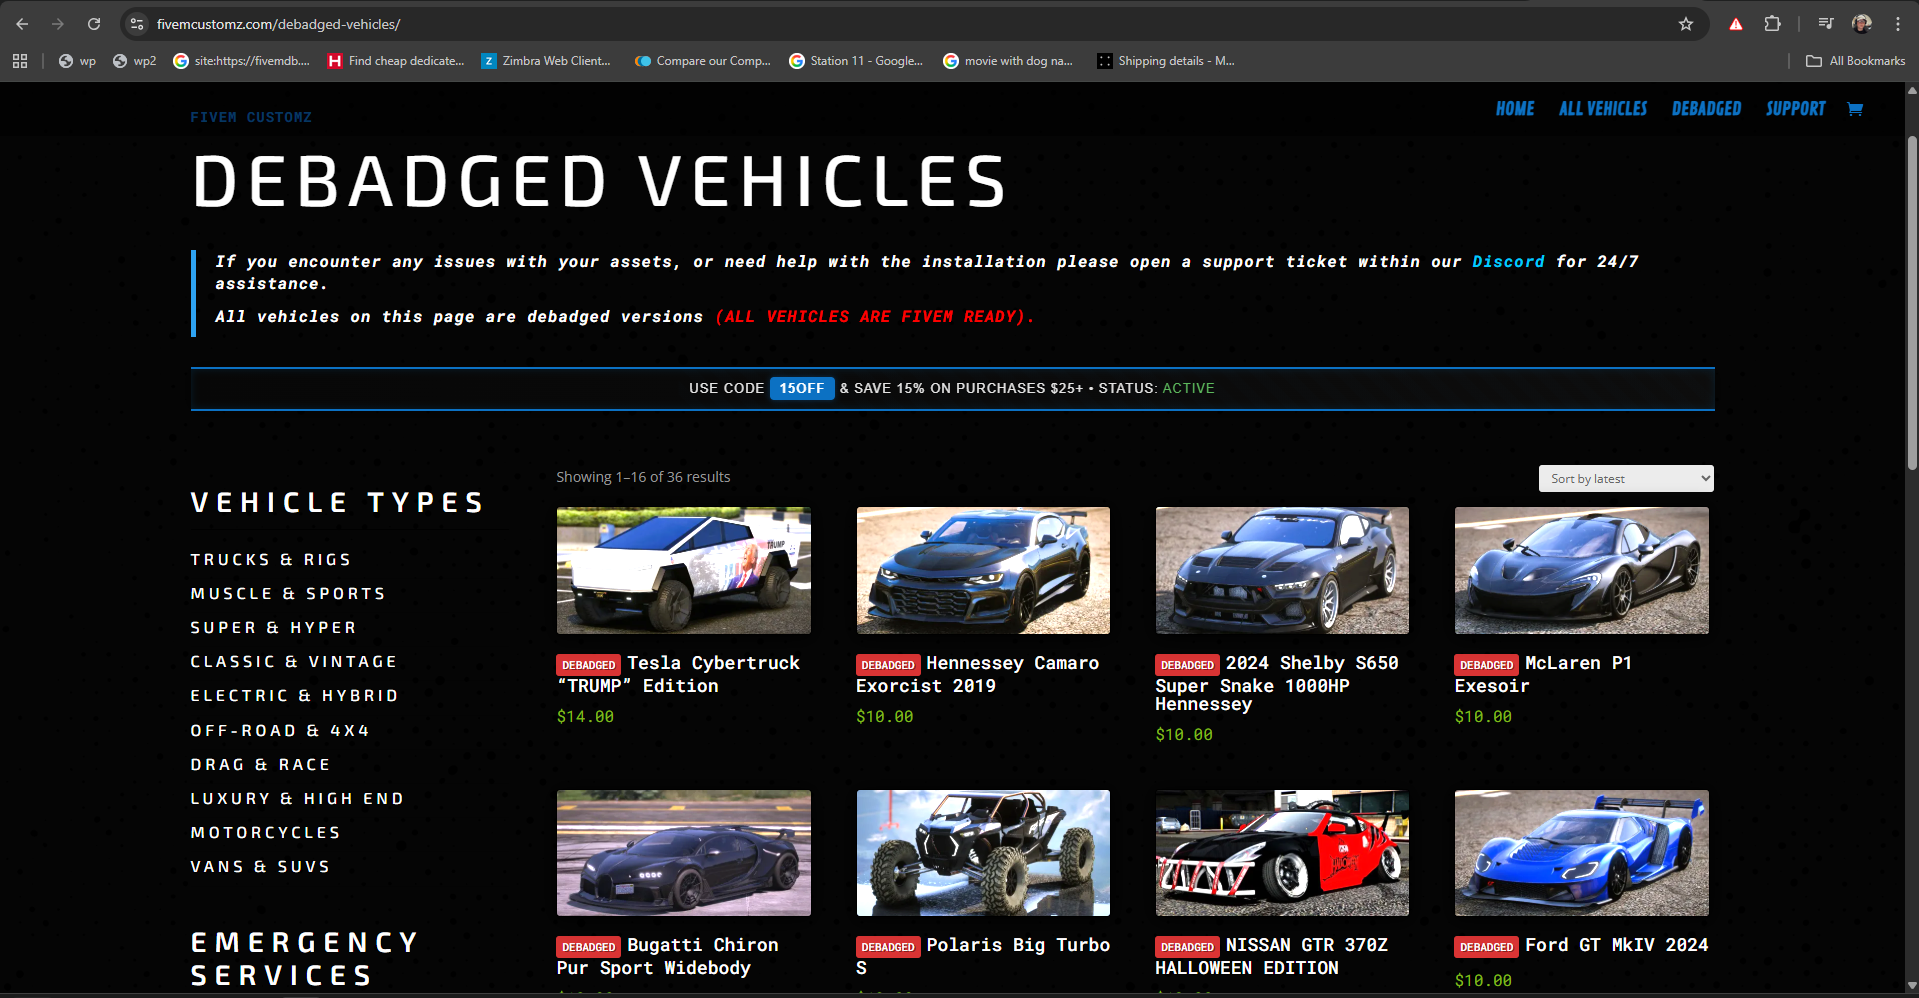 fivemcustomz.com/debadged-vehicles/
wp
wp2
site:https://fivemdb....
Find cheap dedicate...
Zimbra Web Client...
Compare our Comp...
Station 11 - Google...
movie with dog na...
Shipping details - M...
All Bookmarks
FIVEM CUSTOMZ
HOME
ALL VEHICLES
DEBADGED
SUPPORT
DEBADGED VEHICLES
If you encounter any issues with your assets, or need help with the installation please open a support ticket within our Discord for 24/7
assistance.
All vehicles on this page are debadged versions (ALL VEHICLES ARE FIVEM READY).
USE CODE 15OFF & SAVE 15% ON PURCHASES $25+ • STATUS: ACTIVE
VEHICLE TYPES
TRUCKS & RIGS
MUSCLE & SPORTS
SUPER & HYPER
CLASSIC & VINTAGE
ELECTRIC & HYBRID
OFF-ROAD & 4X4
DRAG & RACE
LUXURY & HIGH END
MOTORCYCLES
VANS & SUVS
EMERGENCY
SERVICES
Showing 1–16 of 36 results
Sort by latest
TRUMP
DEBADGED Tesla Cybertruck
“TRUMP” Edition
$14.00
DEBADGED Hennessey Camaro
Exorcist 2019
$10.00
DEBADGED 2024 Shelby S650
Super Snake 1000HP
Hennessey
$10.00
DEBADGED McLaren P1
Exesoir
$10.00
DEBADGED Bugatti Chiron
Pur Sport Widebody
DEBADGED Polaris Big Turbo
S
DEBADGED NISSAN GTR 370Z
HALLOWEEN EDITION
DEBADGED Ford GT MkIV 2024
$10.00